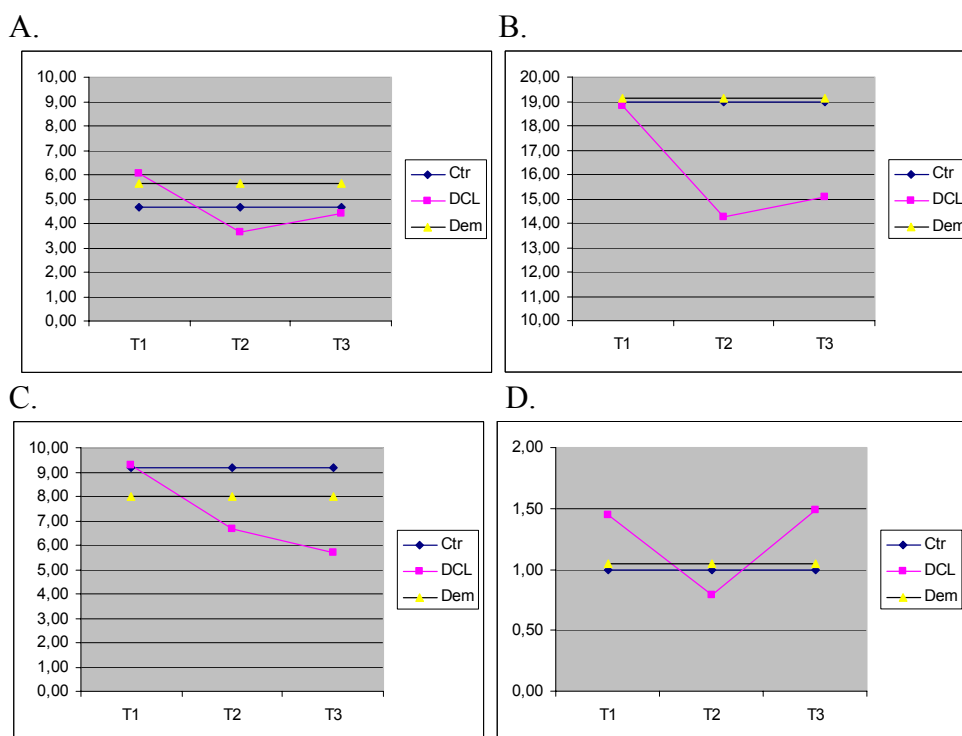 A.
10,00
9,00
8,00
7,00
6,00
5,00
4,00
3,00
2,00
1,00
0,00
T1 T2 T3
Ctr
DCL
Dem
B.
20,00
19,00
18,00
17,00
16,00
15,00
14,00
13,00
12,00
11,00
10,00
T1 T2 T3
Ctr
DCL
Dem
C.
10,00
9,00
8,00
7,00
6,00
5,00
4,00
3,00
2,00
1,00
0,00
T1 T2 T3
Ctr
DCL
Dem
D.
2,00
1,50
1,00
0,50
0,00
T1 T2 T3
Ctr
DCL
Dem